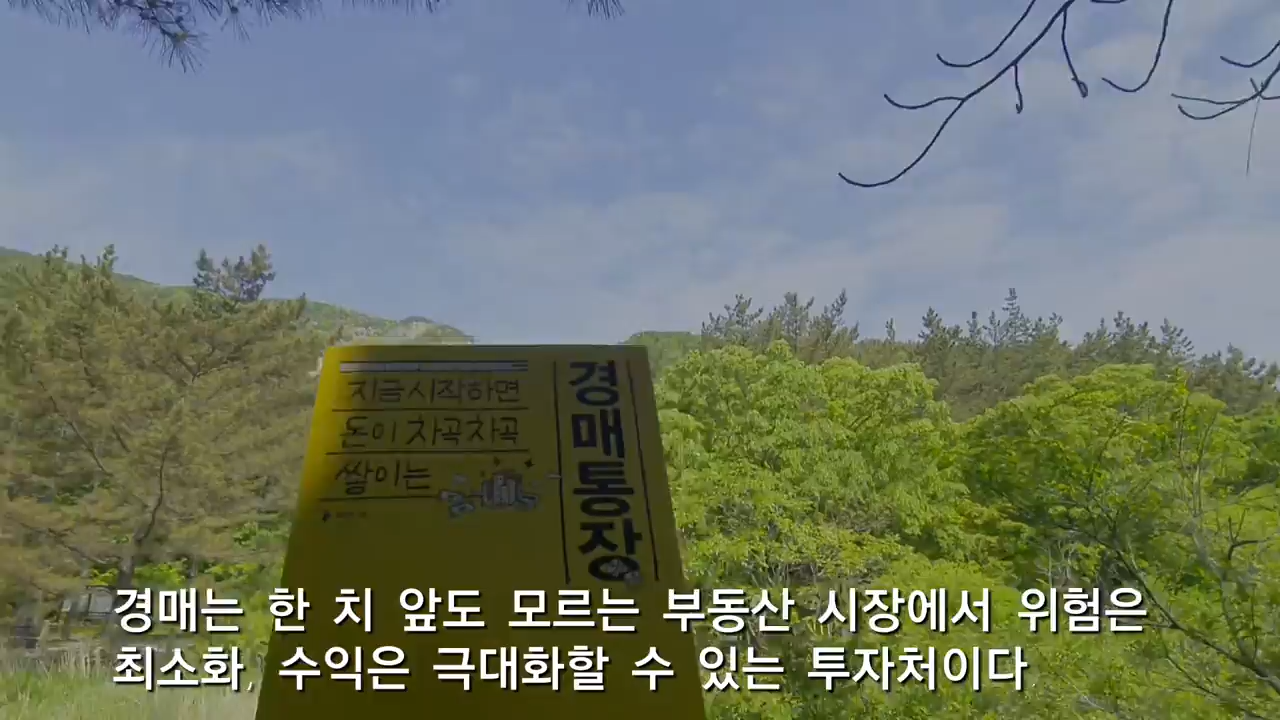 지금시작하면
돈이 차곡차곡
쌓이는
경매통장
경매는 한 치 앞도 모르는 부동산 시장에서 위험은
최소화, 수익은 극대화할 수 있는 투자처이다